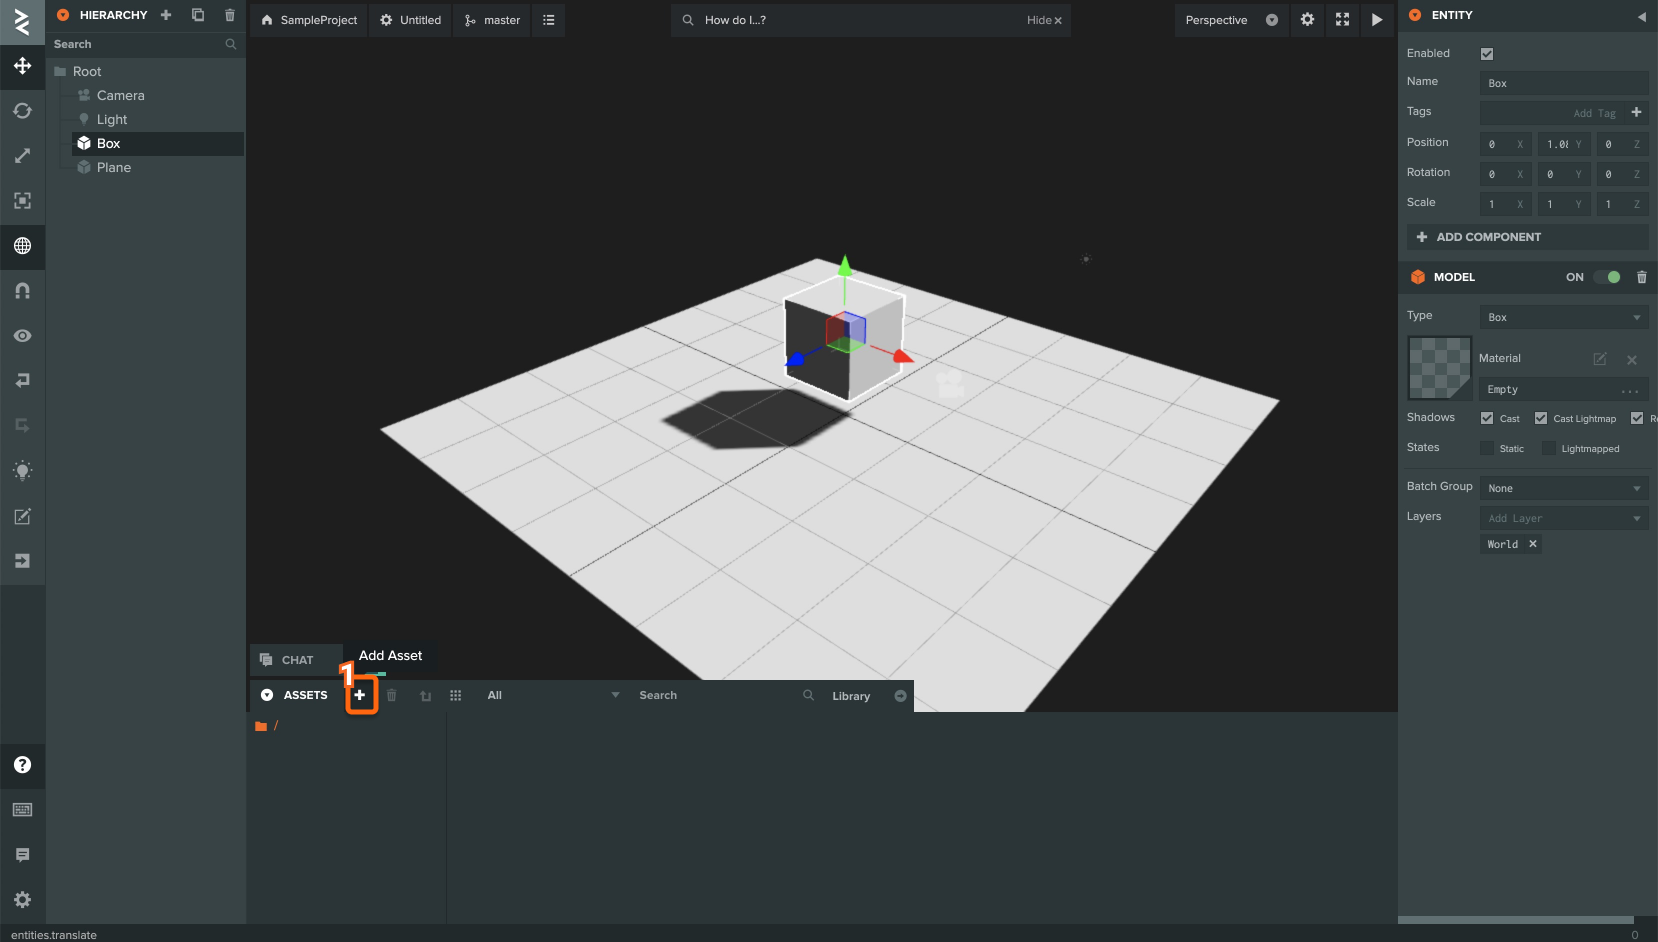 HIERARCHY
Search
Root
Camera
Light
Box
Plane
SampleProject
Untitled
master
How do I...?
Hide
Perspective
CHAT
Add Asset
1
ASSETS
All
Search
Library
/
ENTITY
Enabled
Name
Box
Tags
Add Tag
Position
0 X
Y
0 Z
Rotation
0 X
0 Y
0 Z
Scale
1 X
1 Y
1 Z
ADD COMPONENT
MODEL
ON
Type
Box
Material
Empty
...
Shadows
Cast
Cast Lightmap
States
Static
Lightmapped
Batch Group
None
Layers
Add Layer
World
entities.translate
0